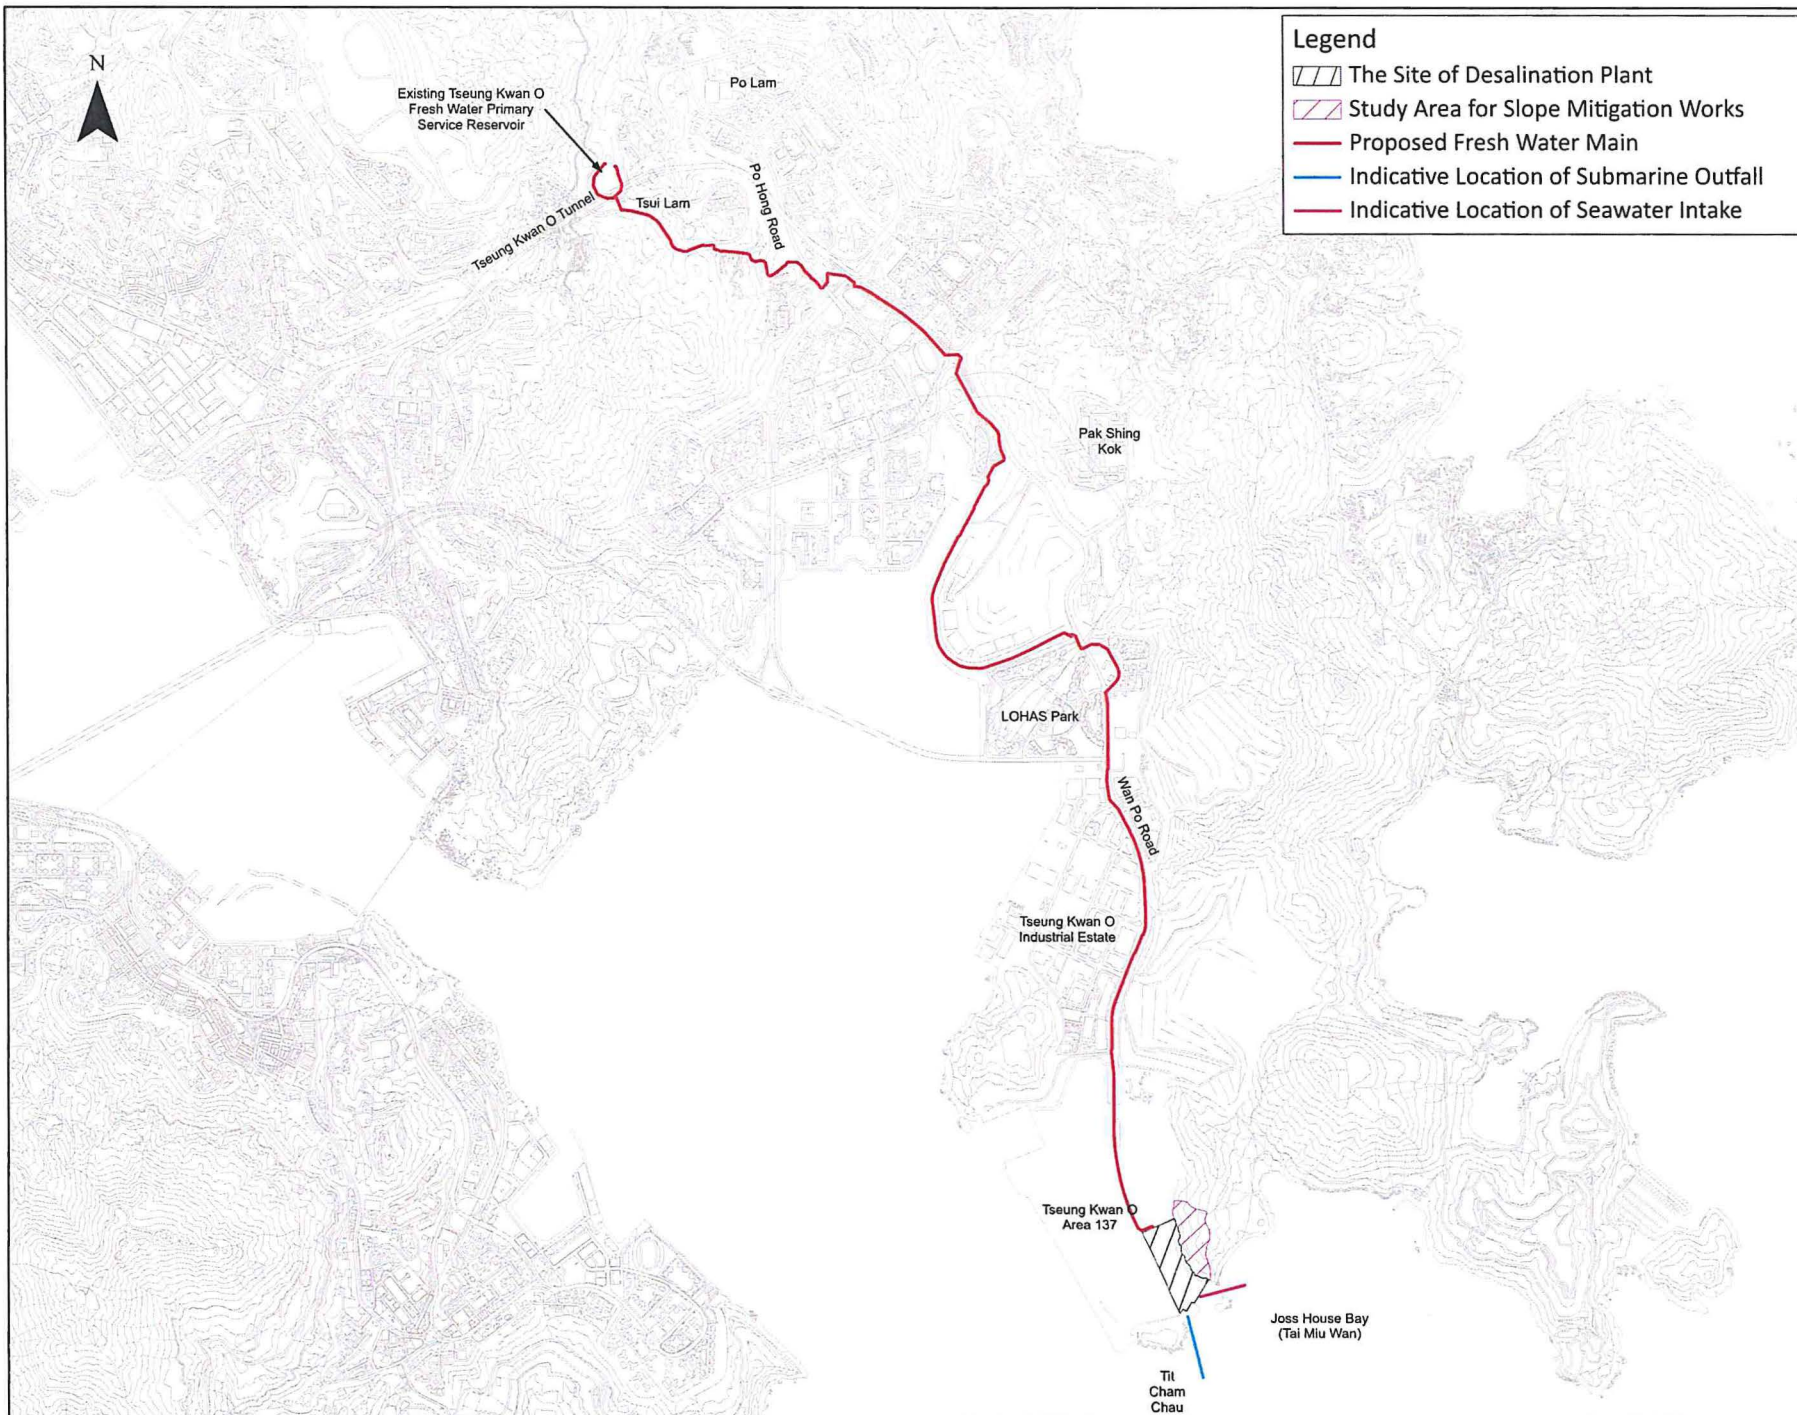 N
Existing Tseung Kwan O
Fresh Water Primary
Service Reservoir
Po Lam
Legend
The Site of Desalination Plant
Study Area for Slope Mitigation Works
Proposed Fresh Water Main
Indicative Location of Submarine Outfall
Indicative Location of Seawater Intake
Po Hong Road
Tseung Kwan O Tunnel
Tsui Lam
Pak Shing
Kok
LOHAS Park
Wan Po Road
Tseung Kwan O
Industrial Estate
Tseung Kwan O
Area 137
Joss House Bay
(Tai Miu Wan)
Tit
Cham
Chau